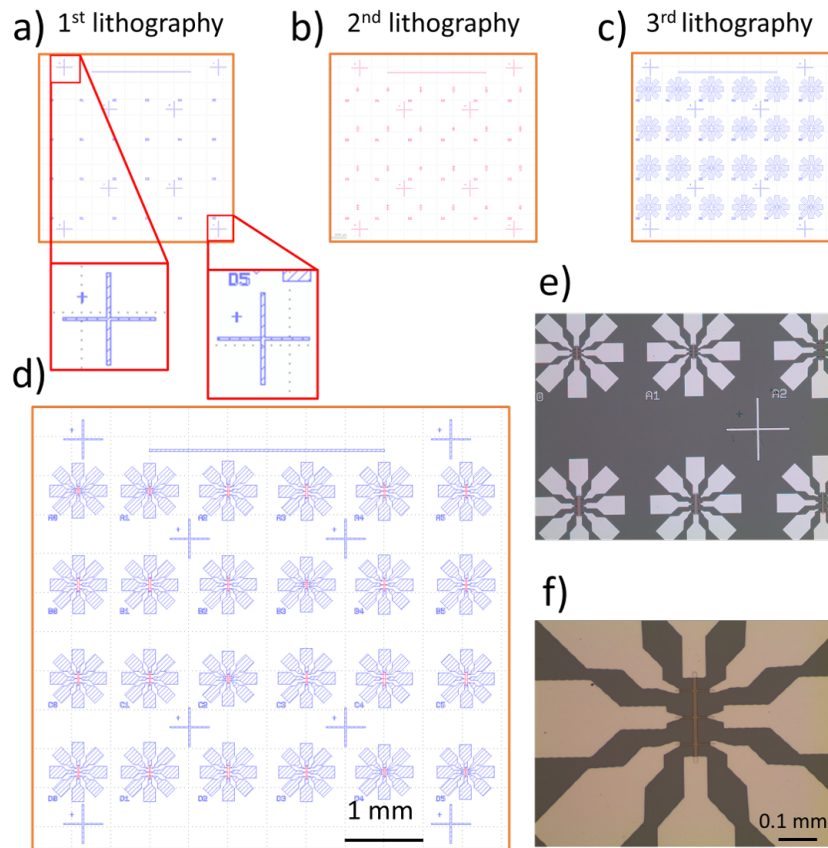 a) 1st lithography
b) 2nd lithography
c) 3rd lithography
D5
e)
0 A1 A2
d)
A0 A1 A2 A3 A4 A5
B0 B1 B2 B3 B4 B5
C0 C1 C2 C3 C4 C5
D0 D1 D2 D3 D4 D5
1 mm
f)
0.1 mm